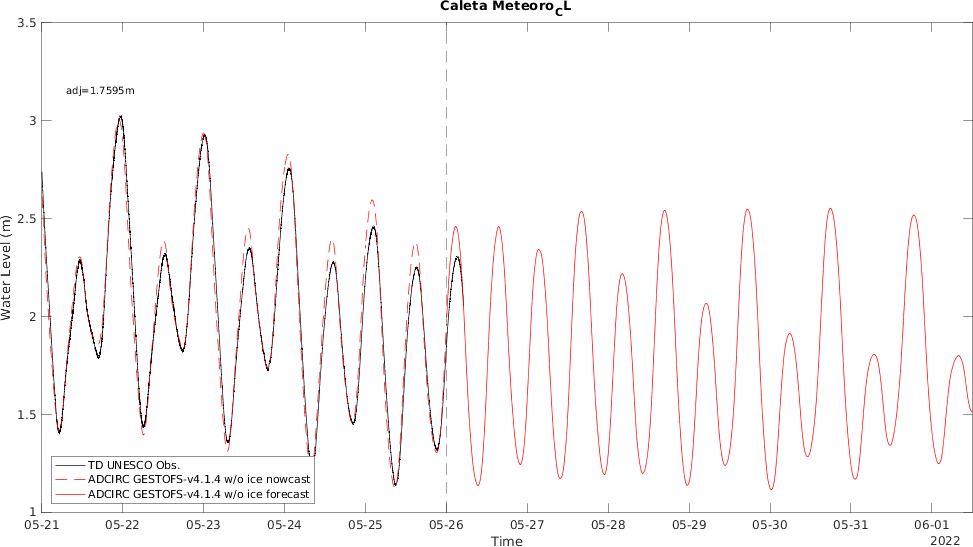 Caleta Meteoro_CL
3.5
adj=1.7595m
3
2.5
Water Level (m)
2
1.5
TD UNESCO Obs.
ADCIRC GESTOFS-v4.1.4 w/o ice nowcast
ADCIRC GESTOFS-v4.1.4 w/o ice forecast
1
05-21 05-22 05-23 05-24 05-25 05-26 05-27 05-28 05-29 05-30 05-31 06-01
Time 2022